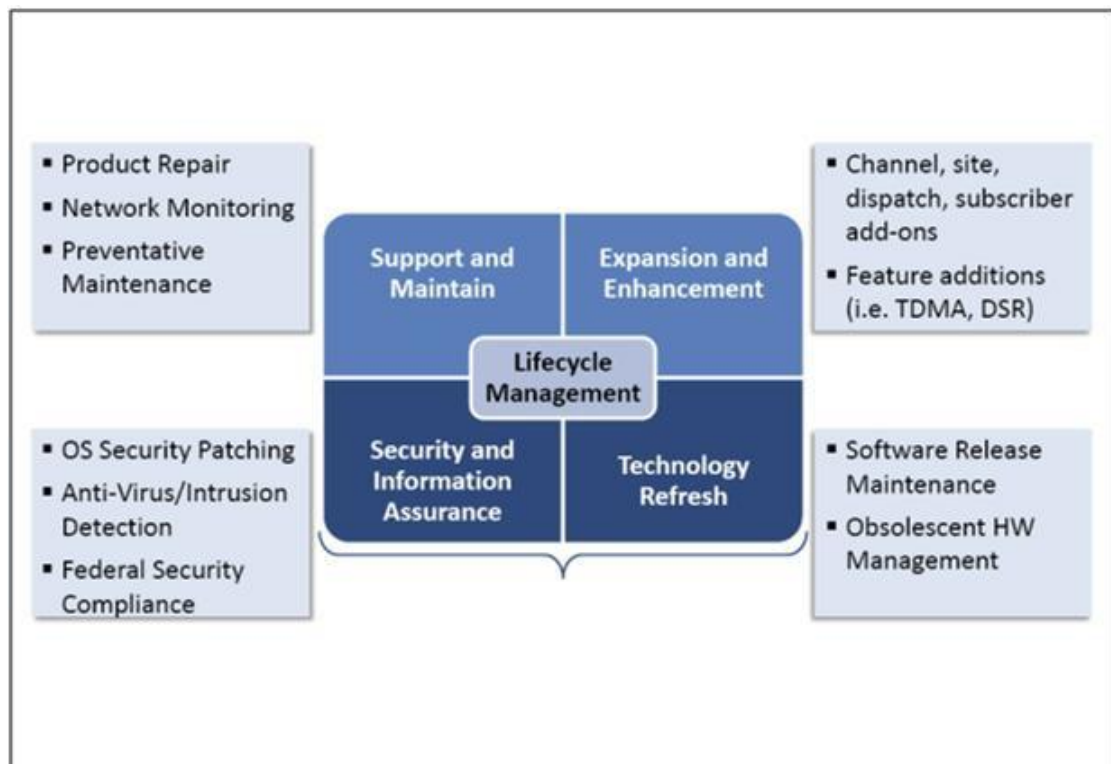 ▪ Product Repair
▪ Network Monitoring
▪ Preventative
Maintenance
Support and
Maintain
Expansion and
Enhancement
▪ Channel, site,
dispatch, subscriber
add-ons
▪ Feature additions
(i.e. TDMA, DSR)
Lifecycle
Management
▪ OS Security Patching
▪ Anti-Virus/Intrusion
Detection
▪ Federal Security
Compliance
Security and
Information
Assurance
Technology
Refresh
▪ Software Release
Maintenance
▪ Obsolescent HW
Management